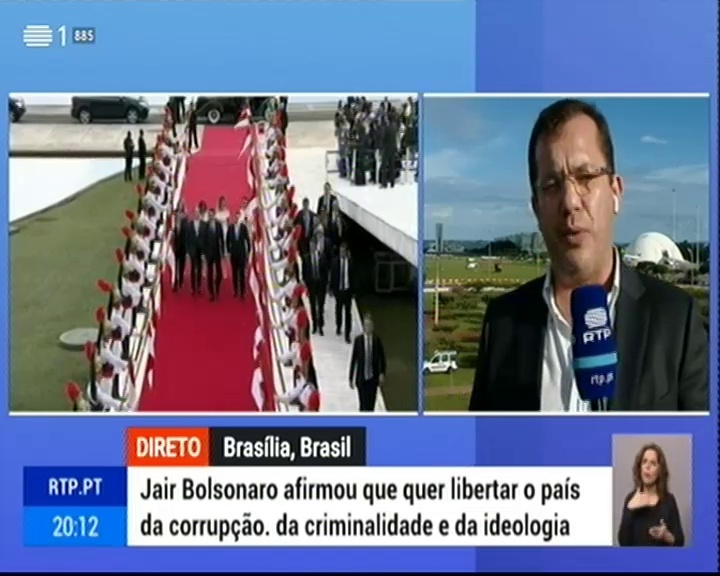 1 885
RTP
rtp.pt
DIRETO Brasília, Brasil
RTP.PT
20:12
Jair Bolsonaro afirmou que quer libertar o país
da corrupção. da criminalidade e da ideologia